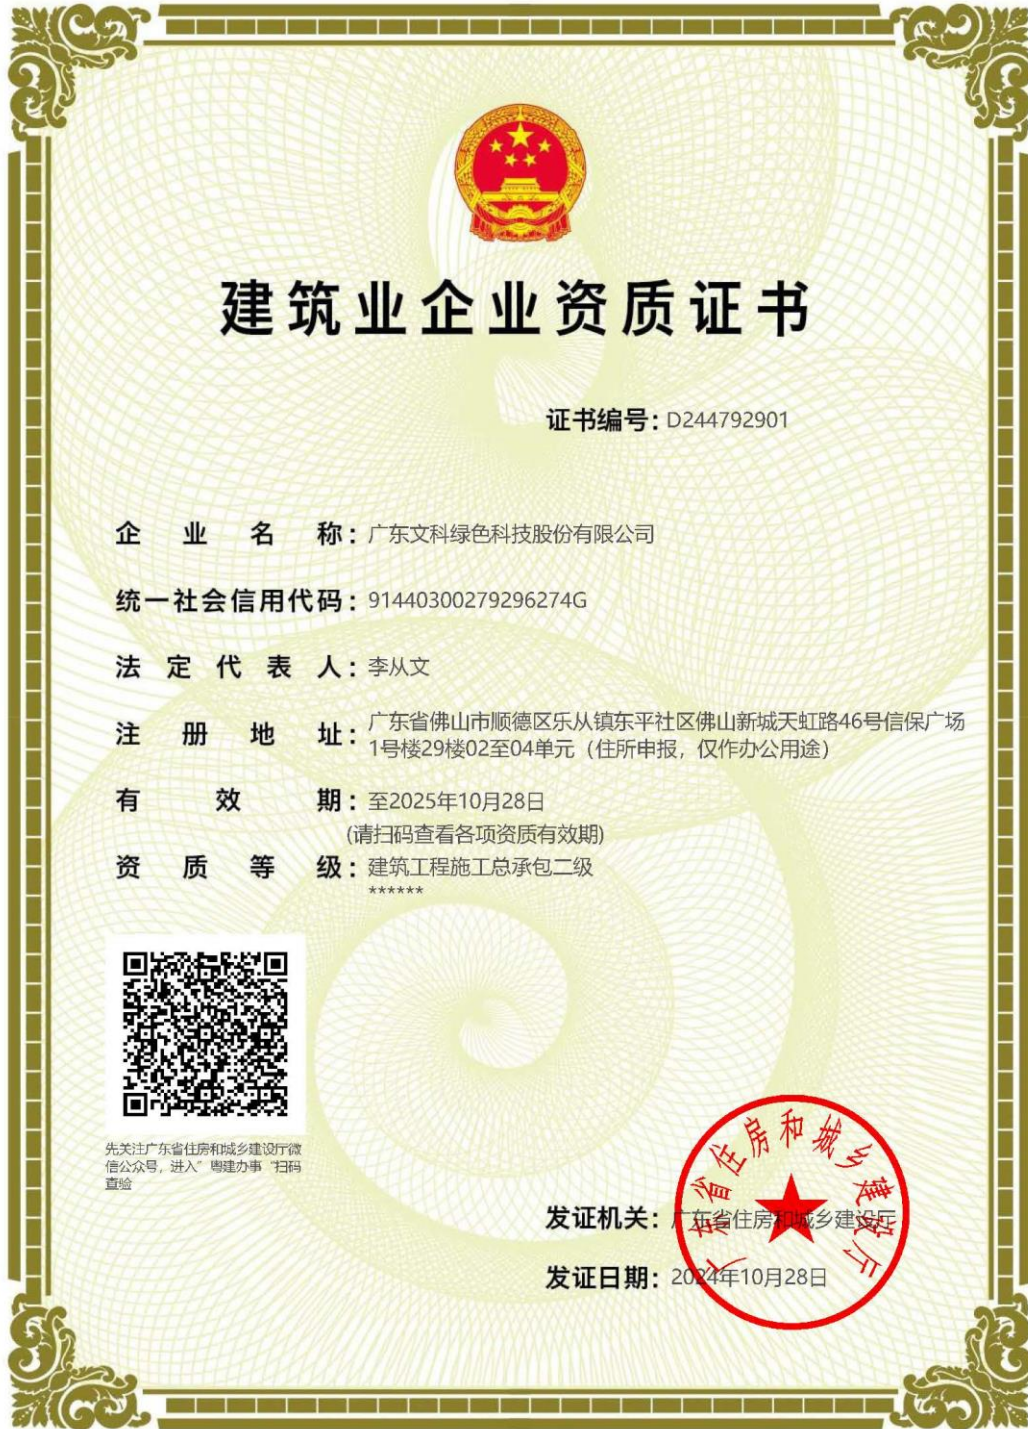 建筑业企业资质证书
证书编号：D244792901
企业名称：广东文科绿色科技股份有限公司
统一社会信用代码：91440300279296274G
法定代表人：李从文
注册地址：广东省佛山市顺德区乐从镇东平社区佛山新城天虹路46号信保广场
1号楼29楼02至04单元（住所申报，仅作办公用途）
有效期：至2025年10月28日
(请扫码查看各项资质有效期)
资质等级：建筑工程施工总承包二级
******
先关注广东省住房和城乡建设厅微
信公众号，进入”粤建办事“扫码
查验
发证机关：广东省住房和城乡建设厅
发证日期：2024年10月28日
广东省住房和城乡建设厅